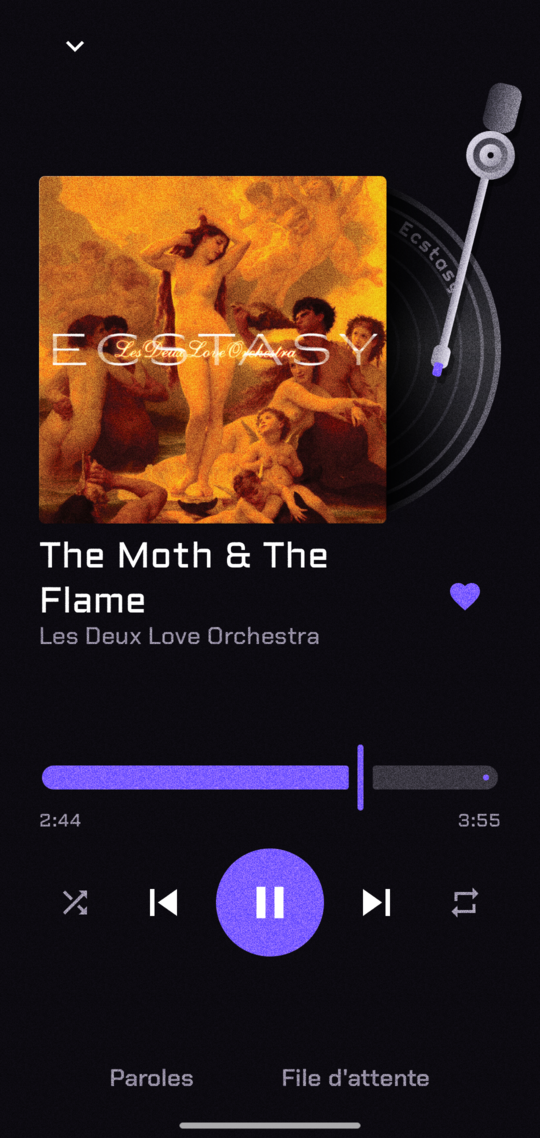 Ecstasy
ECSTASY
Les Deux Love Orchestra
The Moth & The
Flame
Les Deux Love Orchestra
2:44
3:55
Paroles
File d'attente